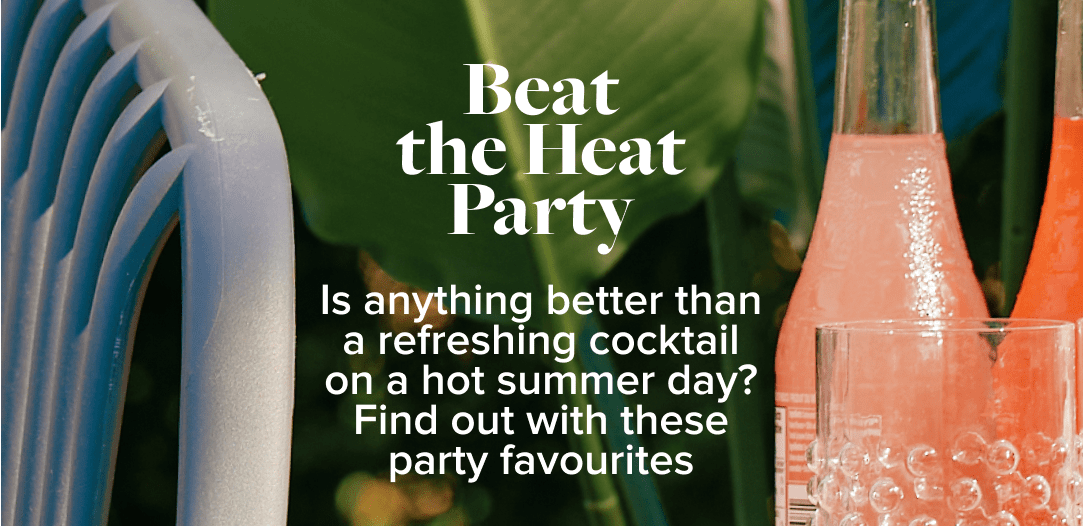 Beat
the Heat
Party
Is anything better than
a refreshing cocktail
on a hot summer day?
Find out with these
party favourites